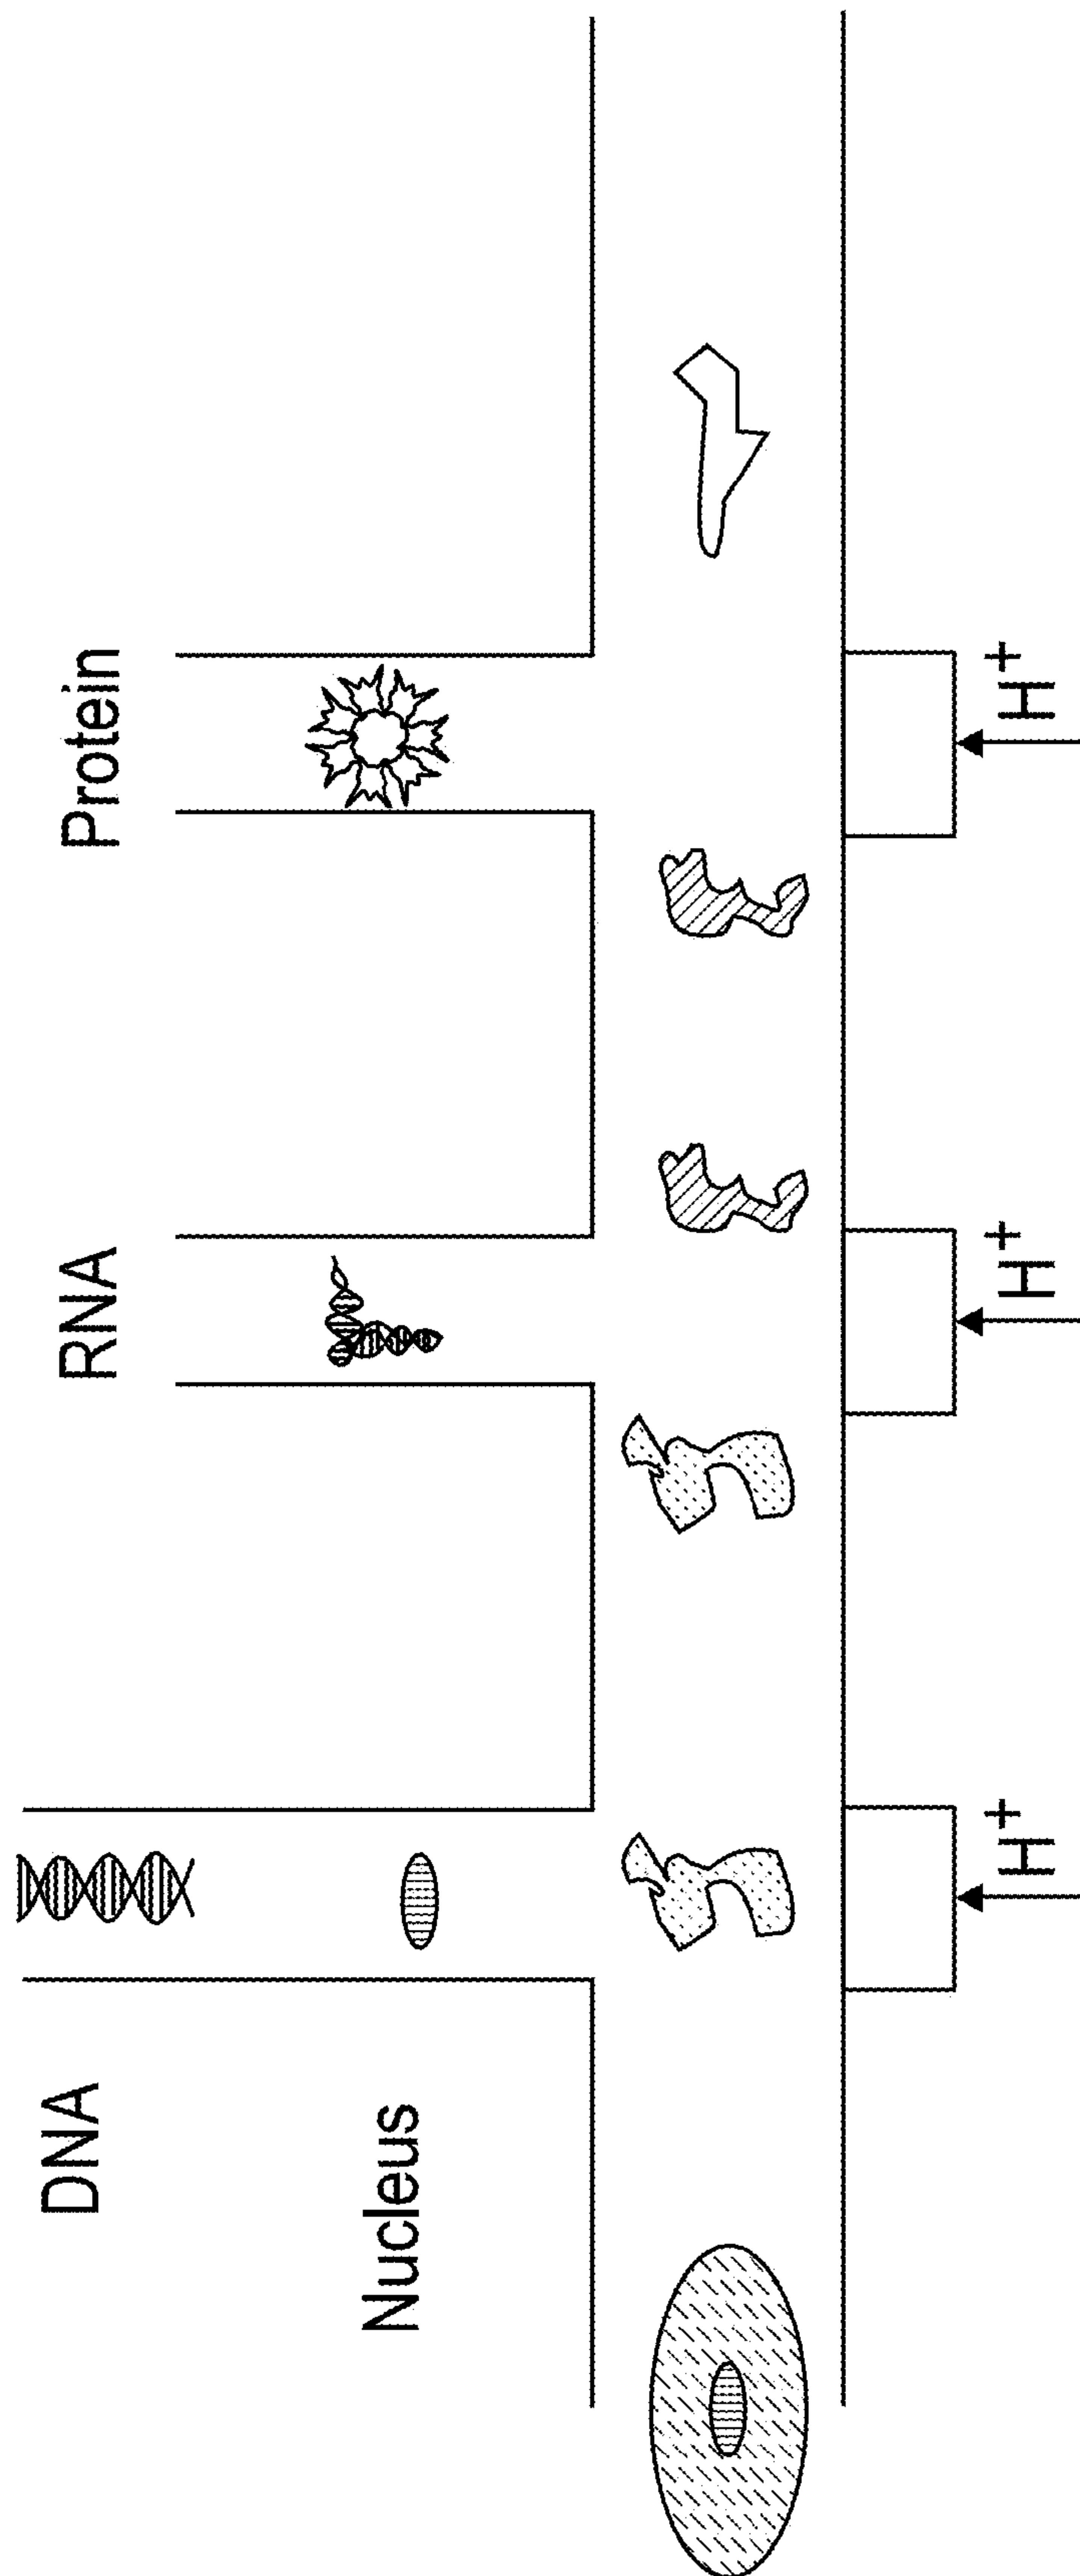 DNA
RNA
Protein
Nucleus
H+
H+
H+